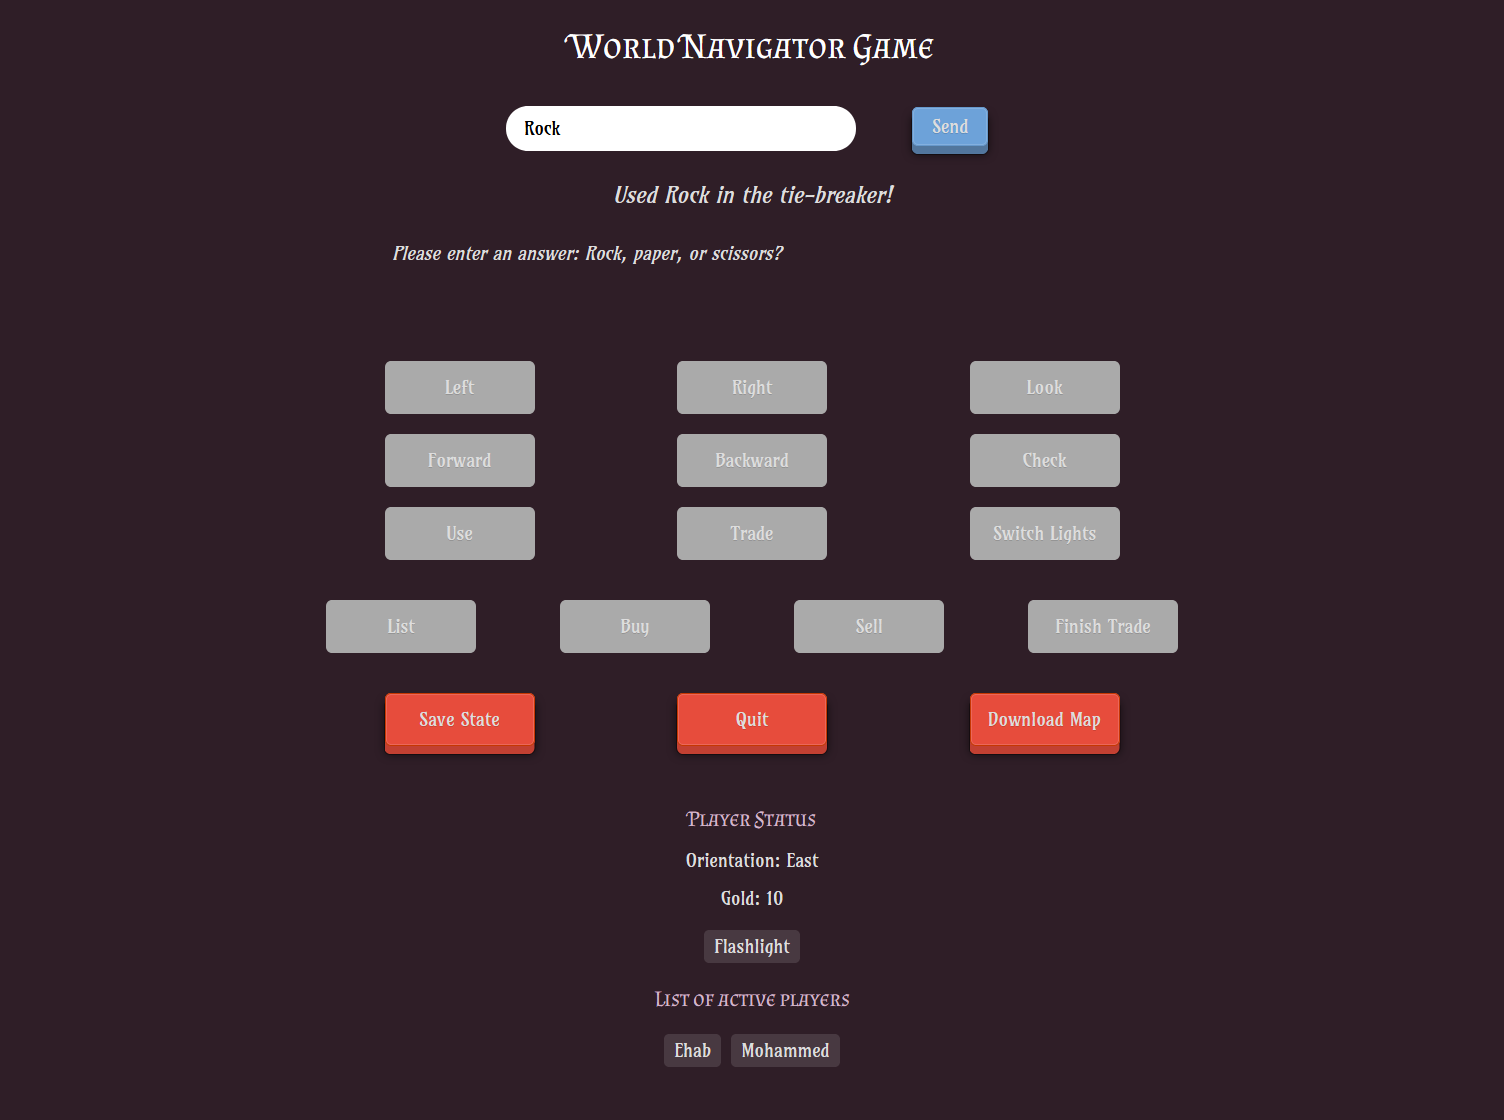 World Navigator Game
Rock
Send
Used Rock in the tie-breaker!
Please enter an answer: Rock, paper, or scissors?
Left
Right
Look
Forward
Backward
Check
Use
Trade
Switch Lights
List
Buy
Sell
Finish Trade
Save State
Quit
Download Map
Player Status
Orientation: East
Gold: 10
Flashlight
List of active players
Ehab
Mohammed